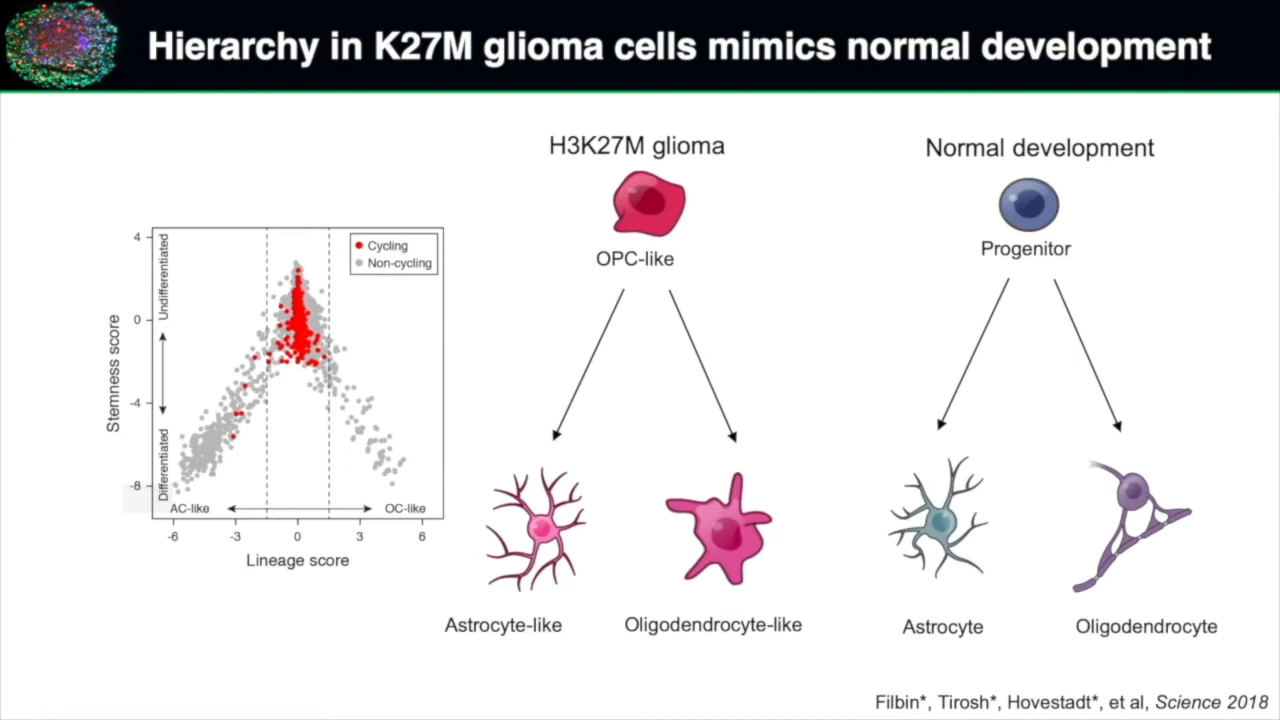 Hierarchy in K27M glioma cells mimics normal development
H3K27M glioma
Normal development
OPC-like
Progenitor
Cycling
Non-cycling
Stemness score
Undifferentiated
Differentiated
4
0
-4
-8
AC-like
OC-like
-6
-3
0
3
6
Lineage score
Astrocyte-like
Oligodendrocyte-like
Astrocyte
Oligodendrocyte
Filbin*, Tirosh*, Hovestadt*, et al, Science 2018